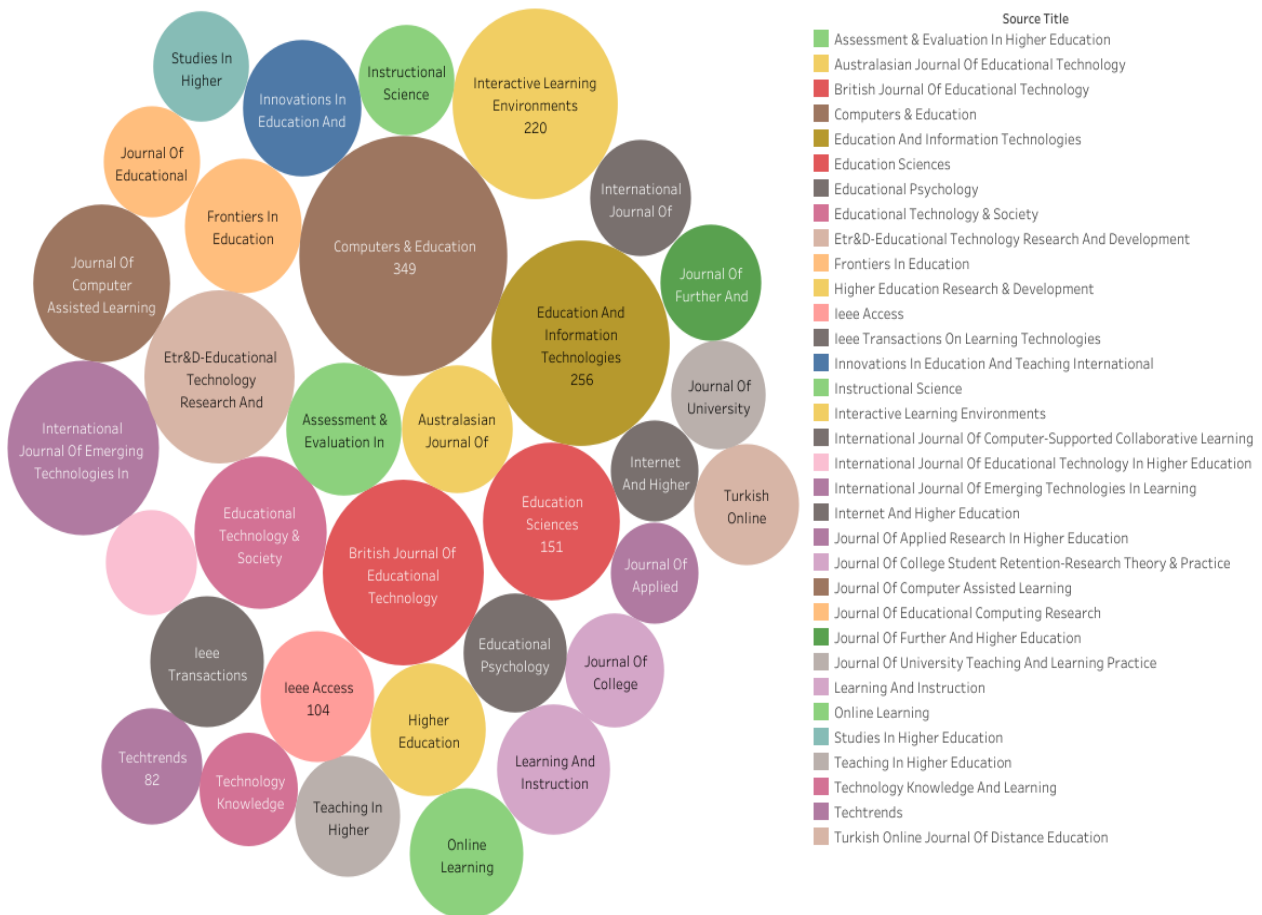 Studies In
Higher
Innovations In
Education And
Instructional
Science
Interactive Learning
Environments
220
Journal Of
Educational
Frontiers In
Education
International
Journal Of
Computers & Education
349
Journal Of
Computer
Assisted Learning
Journal Of
Further And
Education And
Information
Technologies
256
Etr&D-Educational
Technology
Research And
Journal Of
University
Assessment &
Evaluation In
Australasian
Journal Of
International
Journal Of Emerging
Technologies In
Internet
And Higher
Turkish
Online
Educational
Technology &
Society
Education
Sciences
151
British Journal Of
Educational
Technology
Journal Of
Applied
Ieee
Transactions
Educational
Psychology
Journal Of
College
Ieee Access
104
Higher
Education
Techtrends
82
Technology
Knowledge
Teaching In
Higher
Learning And
Instruction
Online
Learning
Source Title
Assessment & Evaluation In Higher Education
Australasian Journal Of Educational Technology
British Journal Of Educational Technology
Computers & Education
Education And Information Technologies
Education Sciences
Educational Psychology
Educational Technology & Society
Etr&D-Educational Technology Research And Development
Frontiers In Education
Higher Education Research & Development
Ieee Access
Ieee Transactions On Learning Technologies
Innovations In Education And Teaching International
Instructional Science
Interactive Learning Environments
International Journal Of Computer-Supported Collaborative Learning
International Journal Of Educational Technology In Higher Education
International Journal Of Emerging Technologies In Learning
Internet And Higher Education
Journal Of Applied Research In Higher Education
Journal Of College Student Retention-Research Theory & Practice
Journal Of Computer Assisted Learning
Journal Of Educational Computing Research
Journal Of Further And Higher Education
Journal Of University Teaching And Learning Practice
Learning And Instruction
Online Learning
Studies In Higher Education
Teaching In Higher Education
Technology Knowledge And Learning
Techtrends
Turkish Online Journal Of Distance Education